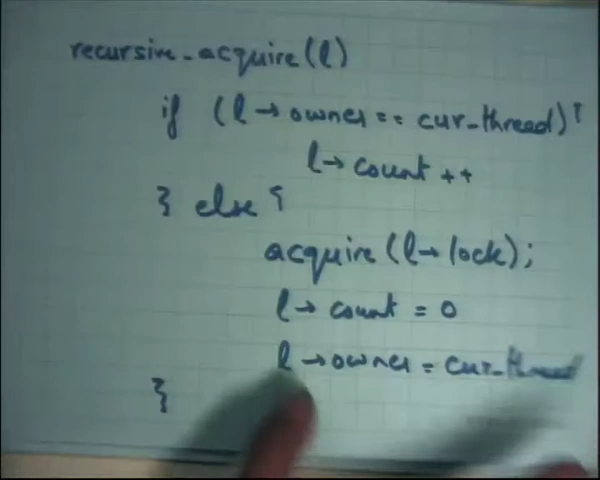 recursive_acquire(l)
if (l→owner == cur_thread) {
l→count ++
} else {
acquire(l→lock);
l→count = 0
l→owner = cur_thread
}